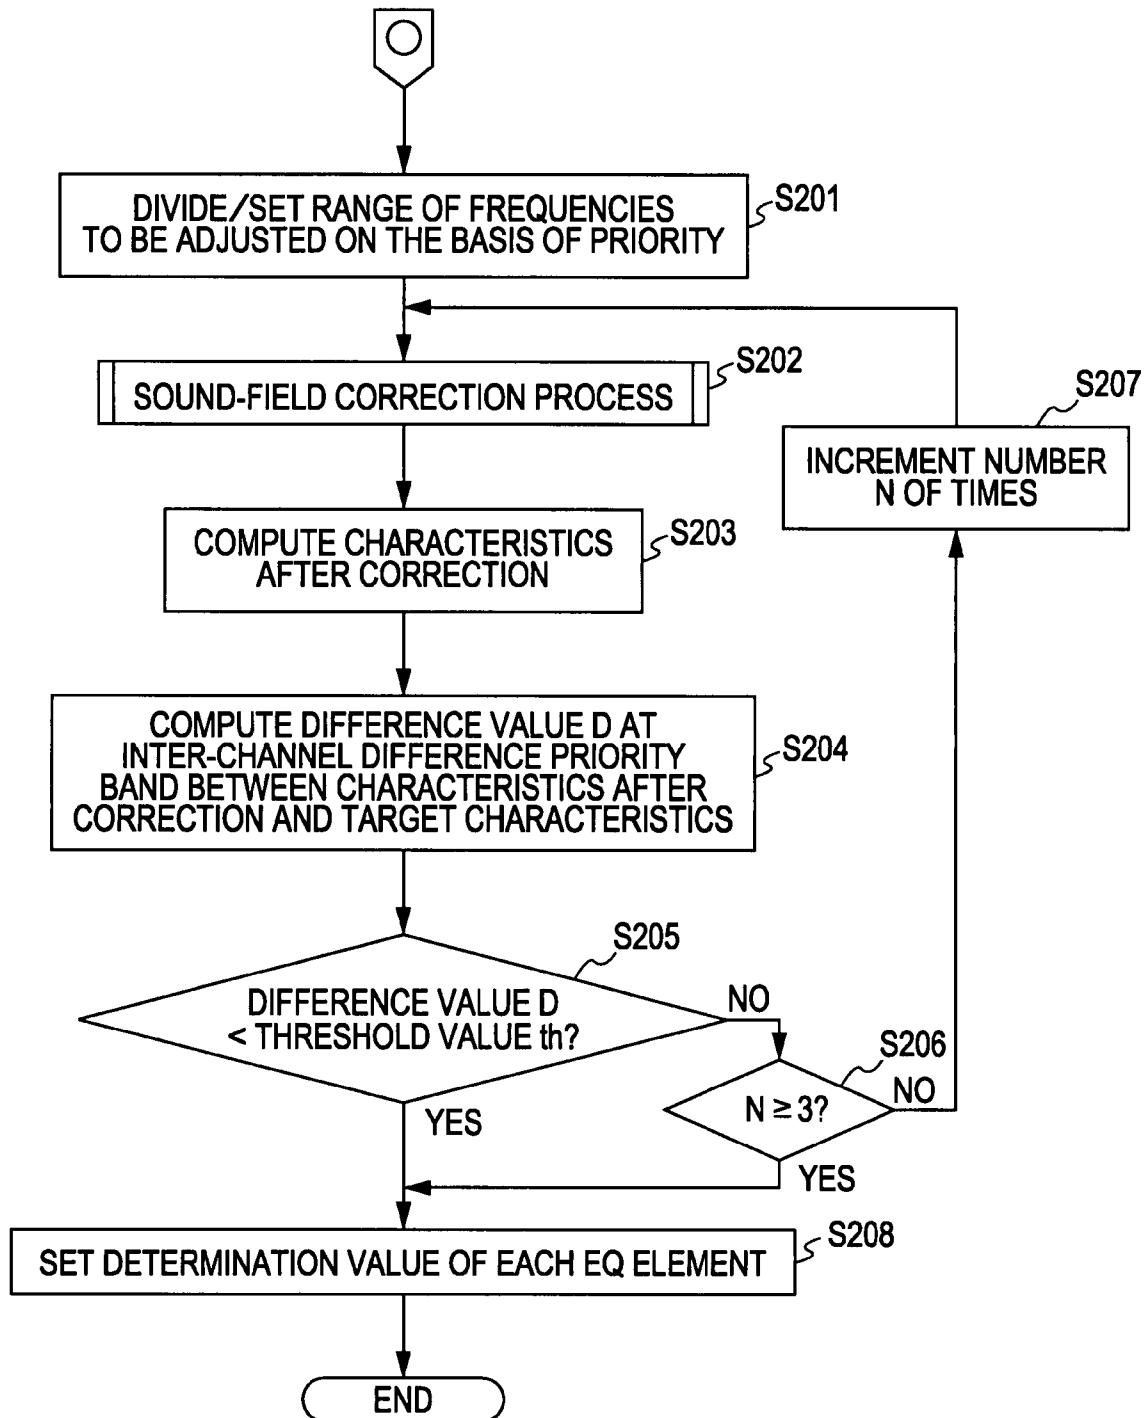 DIVIDE/SET RANGE OF FREQUENCIES
TO BE ADJUSTED ON THE BASIS OF PRIORITY
S201
SOUND-FIELD CORRECTION PROCESS
S202
S207
INCREMENT NUMBER
N OF TIMES
COMPUTE CHARACTERISTICS
AFTER CORRECTION
S203
COMPUTE DIFFERENCE VALUE D AT
INTER-CHANNEL DIFFERENCE PRIORITY
BAND BETWEEN CHARACTERISTICS AFTER
CORRECTION AND TARGET CHARACTERISTICS
S204
S205
DIFFERENCE VALUE D
< THRESHOLD VALUE th?
NO
S206
N ≥ 3?
NO
YES
YES
SET DETERMINATION VALUE OF EACH EQ ELEMENT
S208
END